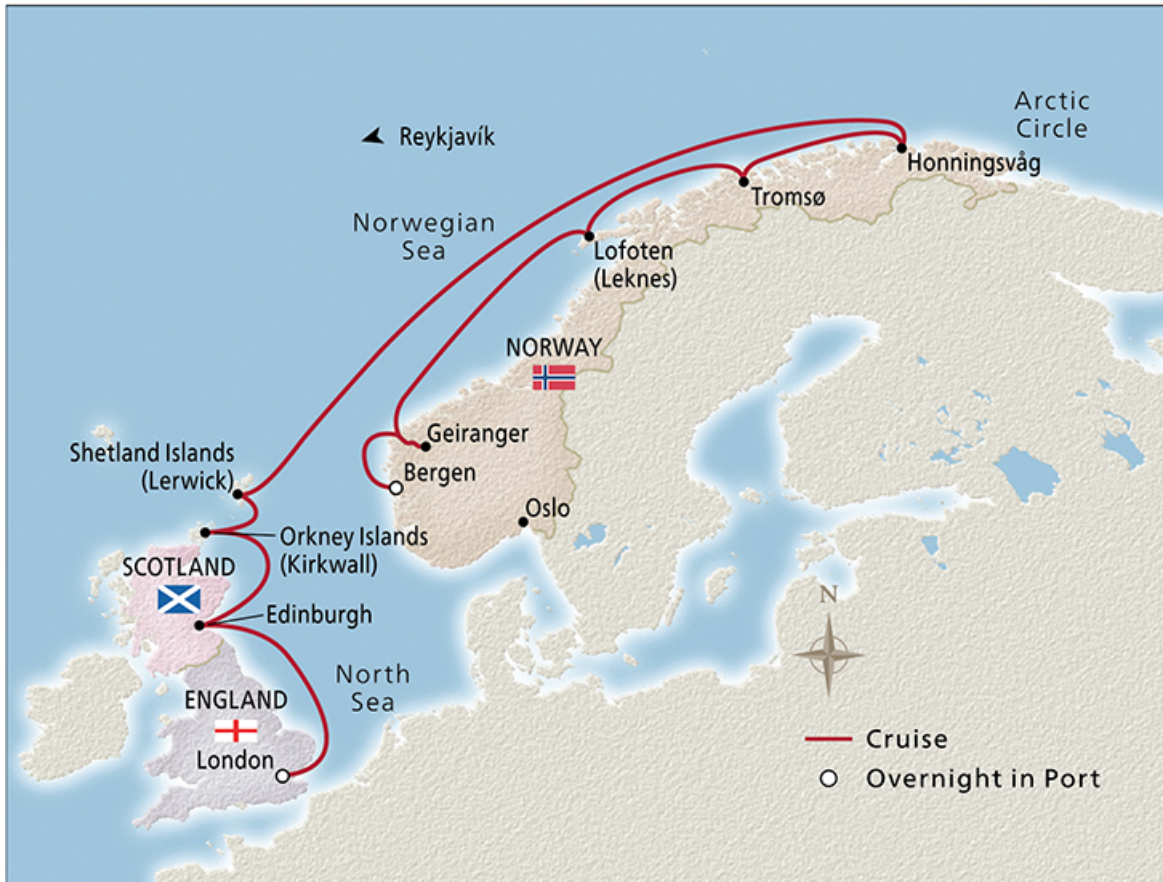 Arctic
Circle
Reykjavík
Honningsvåg
Tromsø
Norwegian
Sea
Lofoten
(Leknes)
NORWAY
Geiranger
Shetland Islands
(Lerwick)
Bergen
Oslo
Orkney Islands
(Kirkwall)
SCOTLAND
Edinburgh
N
North
Sea
ENGLAND
London
Cruise
Overnight in Port